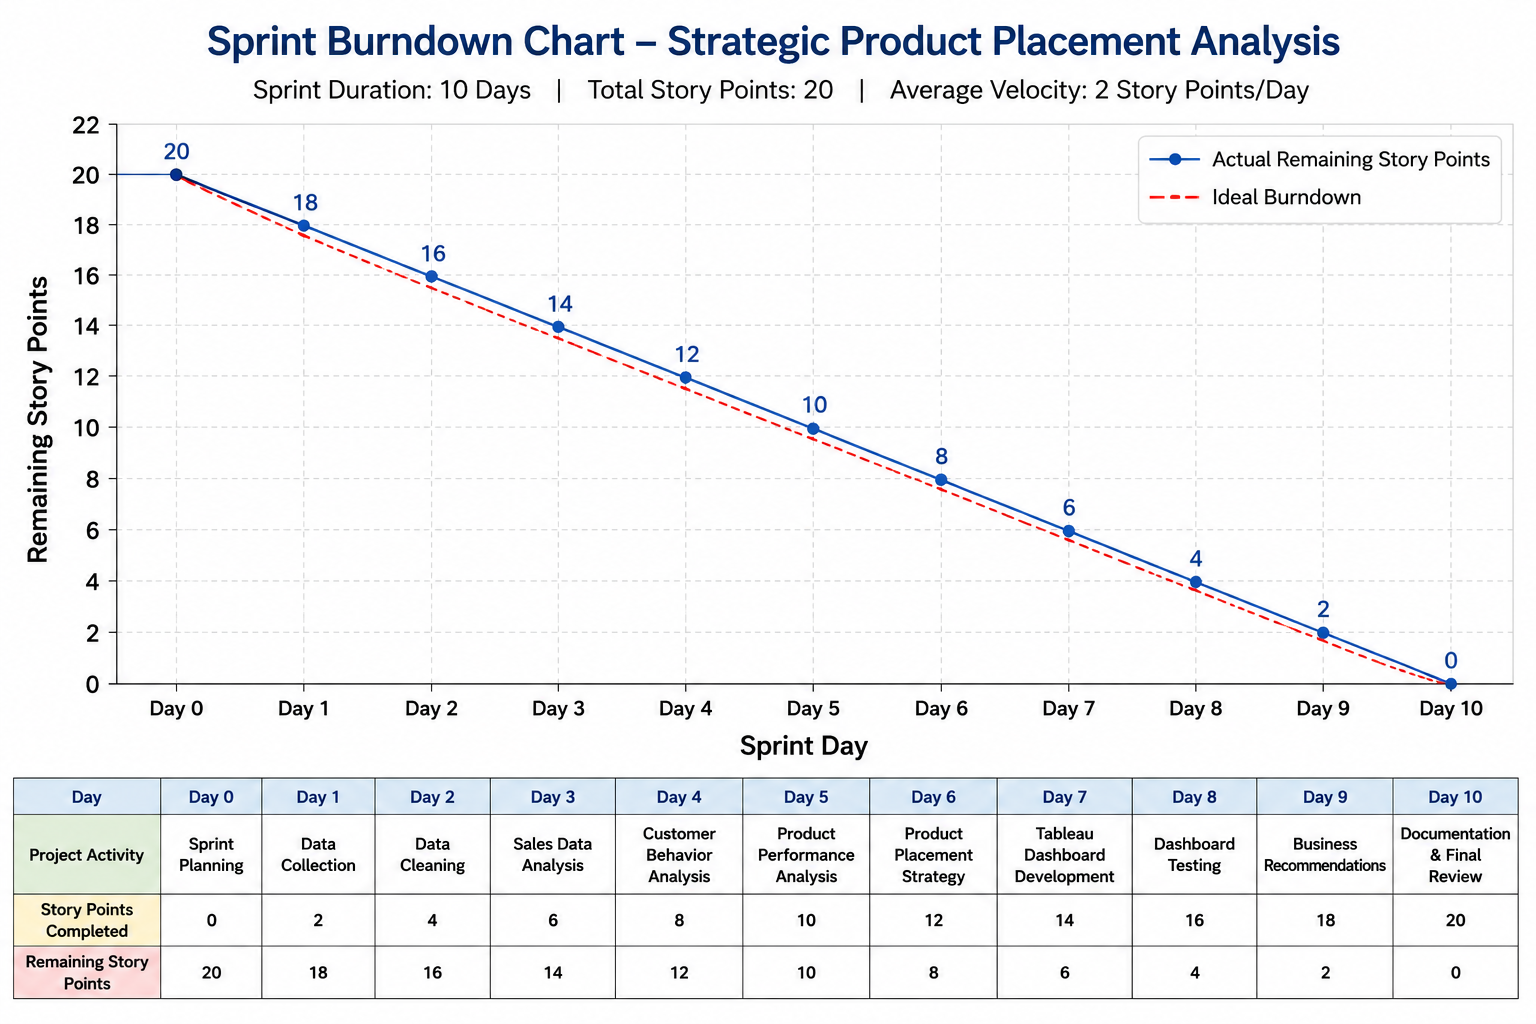 Sprint Burndown Chart – Strategic Product Placement Analysis
Sprint Duration: 10 Days | Total Story Points: 20 | Average Velocity: 2 Story Points/Day
Remaining Story Points
22
20
18
16
14
12
10
8
6
4
2
0
20
18
16
14
12
10
8
6
4
2
0
Actual Remaining Story Points
Ideal Burndown
Day 0 Day 1 Day 2 Day 3 Day 4 Day 5 Day 6 Day 7 Day 8 Day 9 Day 10
Sprint Day
Day Day 0 Day 1 Day 2 Day 3 Day 4 Day 5 Day 6 Day 7 Day 8 Day 9 Day 10
Project Activity
Sprint
Planning
Data
Collection
Data
Cleaning
Sales Data
Analysis
Customer
Behavior
Analysis
Product
Performance
Analysis
Product
Placement
Strategy
Tableau
Dashboard
Development
Dashboard
Testing
Business
Recommendations
Documentation
& Final
Review
Story Points
Completed
0 2 4 6 8 10 12 14 16 18 20
Remaining Story
Points
20 18 16 14 12 10 8 6 4 2 0